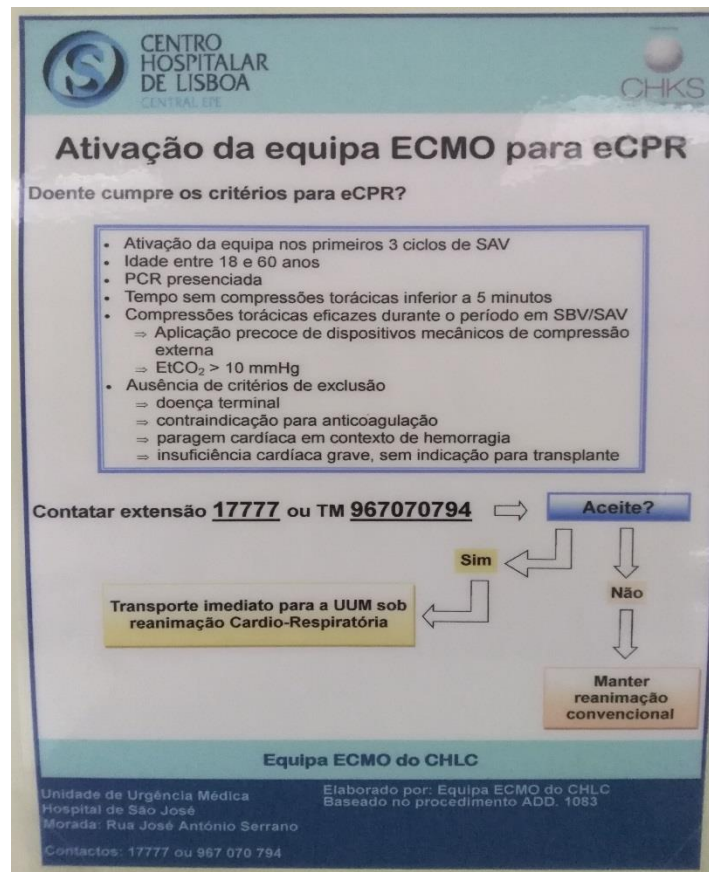 CENTRO
HOSPITALAR
DE LISBOA
CENTRAL EPE
CHKS
Ativação da equipa ECMO para eCPR
Doente cumpre os critérios para eCPR?
• Ativação da equipa nos primeiros 3 ciclos de SAV
• Idade entre 18 e 60 anos
• PCR presenciada
• Tempo sem compressões torácicas inferior a 5 minutos
• Compressões torácicas eficazes durante o período em SBV/SAV
⇒ Aplicação precoce de dispositivos mecânicos de compressão
externa
⇒ EtCO₂ > 10 mmHg
• Ausência de critérios de exclusão
⇒ doença terminal
⇒ contraindicação para anticoagulação
⇒ paragem cardíaca em contexto de hemorragia
⇒ insuficiência cardíaca grave, sem indicação para transplante
Contatar extensão 17777 ou TM 967070794
Aceite?
Sim
Não
Transporte imediato para a UUM sob
reanimação Cardio-Respiratória
Manter
reanimação
convencional
Equipa ECMO do CHLC
Unidade de Urgência Médica
Hospital de São José
Morada: Rua José António Serrano
Contactos: 17777 ou 967 070 794
Elaborado por: Equipa ECMO do CHLC
Baseado no procedimento ADD. 1083